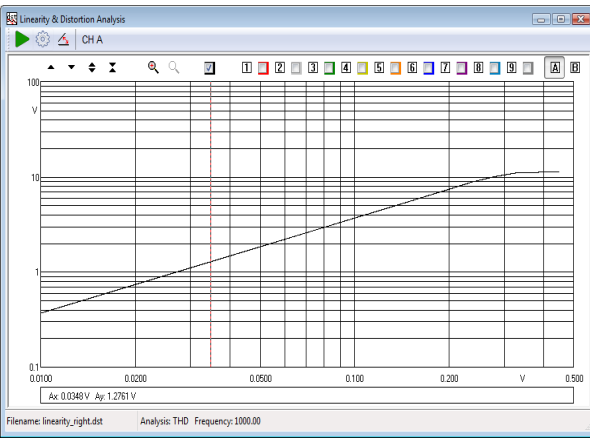 Linearity & Distortion Analysis
CH A
1 2 3 4 5 6 7 8 9 A B
100
V
10
1
0.1
0.0100 0.0200 0.0500 0.100 0.200 V 0.500
Ax: 0.0348 V Ay: 1.2761 V
Filename: linearity_right.dst Analysis: THD Frequency: 1000.00